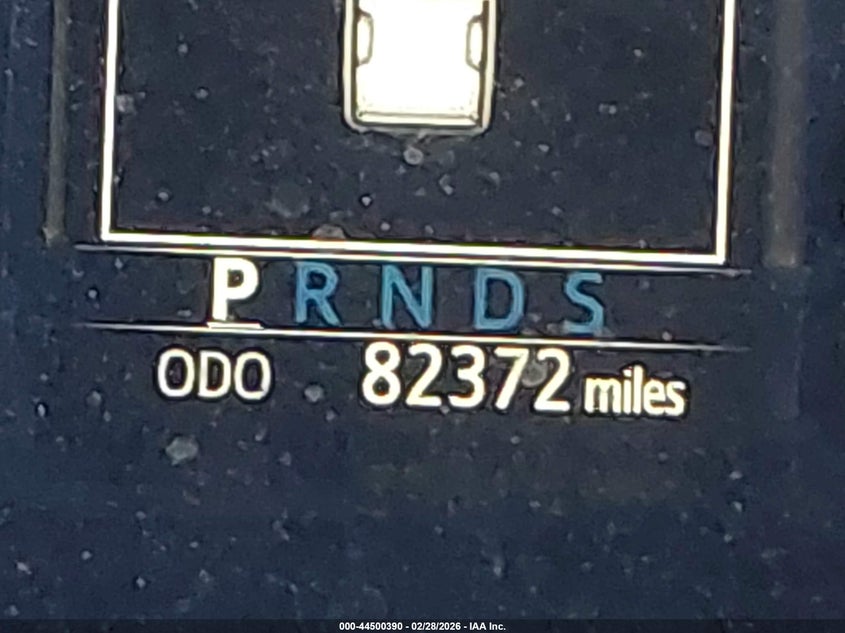 P R N D S
ODO 82372 miles
000-44500390 - 02/28/2026 - IAA Inc.